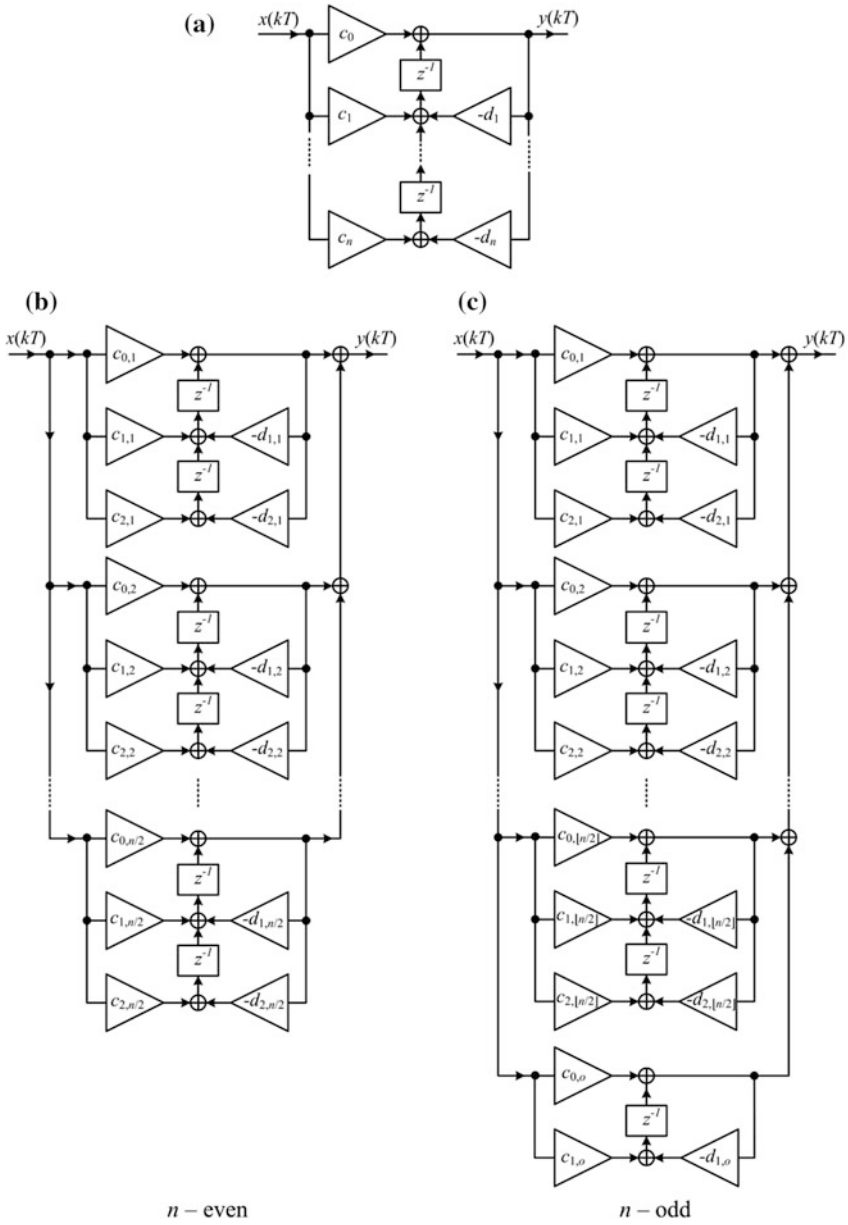 (a)
x(kT) y(kT)
c₀
z⁻¹
c₁ -d₁
z⁻¹
cₙ -dₙ
(b)
x(kT) y(kT)
c₀,₁
z⁻¹
c₁,₁ -d₁,₁
z⁻¹
c₂,₁ -d₂,₁
c₀,₂
z⁻¹
c₁,₂ -d₁,₂
z⁻¹
c₂,₂ -d₂,₂
c₀,n/2
z⁻¹
c₁,n/2 -d₁,n/2
z⁻¹
c₂,n/2 -d₂,n/2
n – even
(c)
x(kT) y(kT)
c₀,₁
z⁻¹
c₁,₁ -d₁,₁
z⁻¹
c₂,₁ -d₂,₁
c₀,₂
z⁻¹
c₁,₂ -d₁,₂
z⁻¹
c₂,₂ -d₂,₂
c₀,⌊n/2⌋
z⁻¹
c₁,⌊n/2⌋ -d₁,⌊n/2⌋
z⁻¹
c₂,⌊n/2⌋ -d₂,⌊n/2⌋
c₀,ₒ
z⁻¹
c₁,ₒ -d₁,ₒ
n – odd